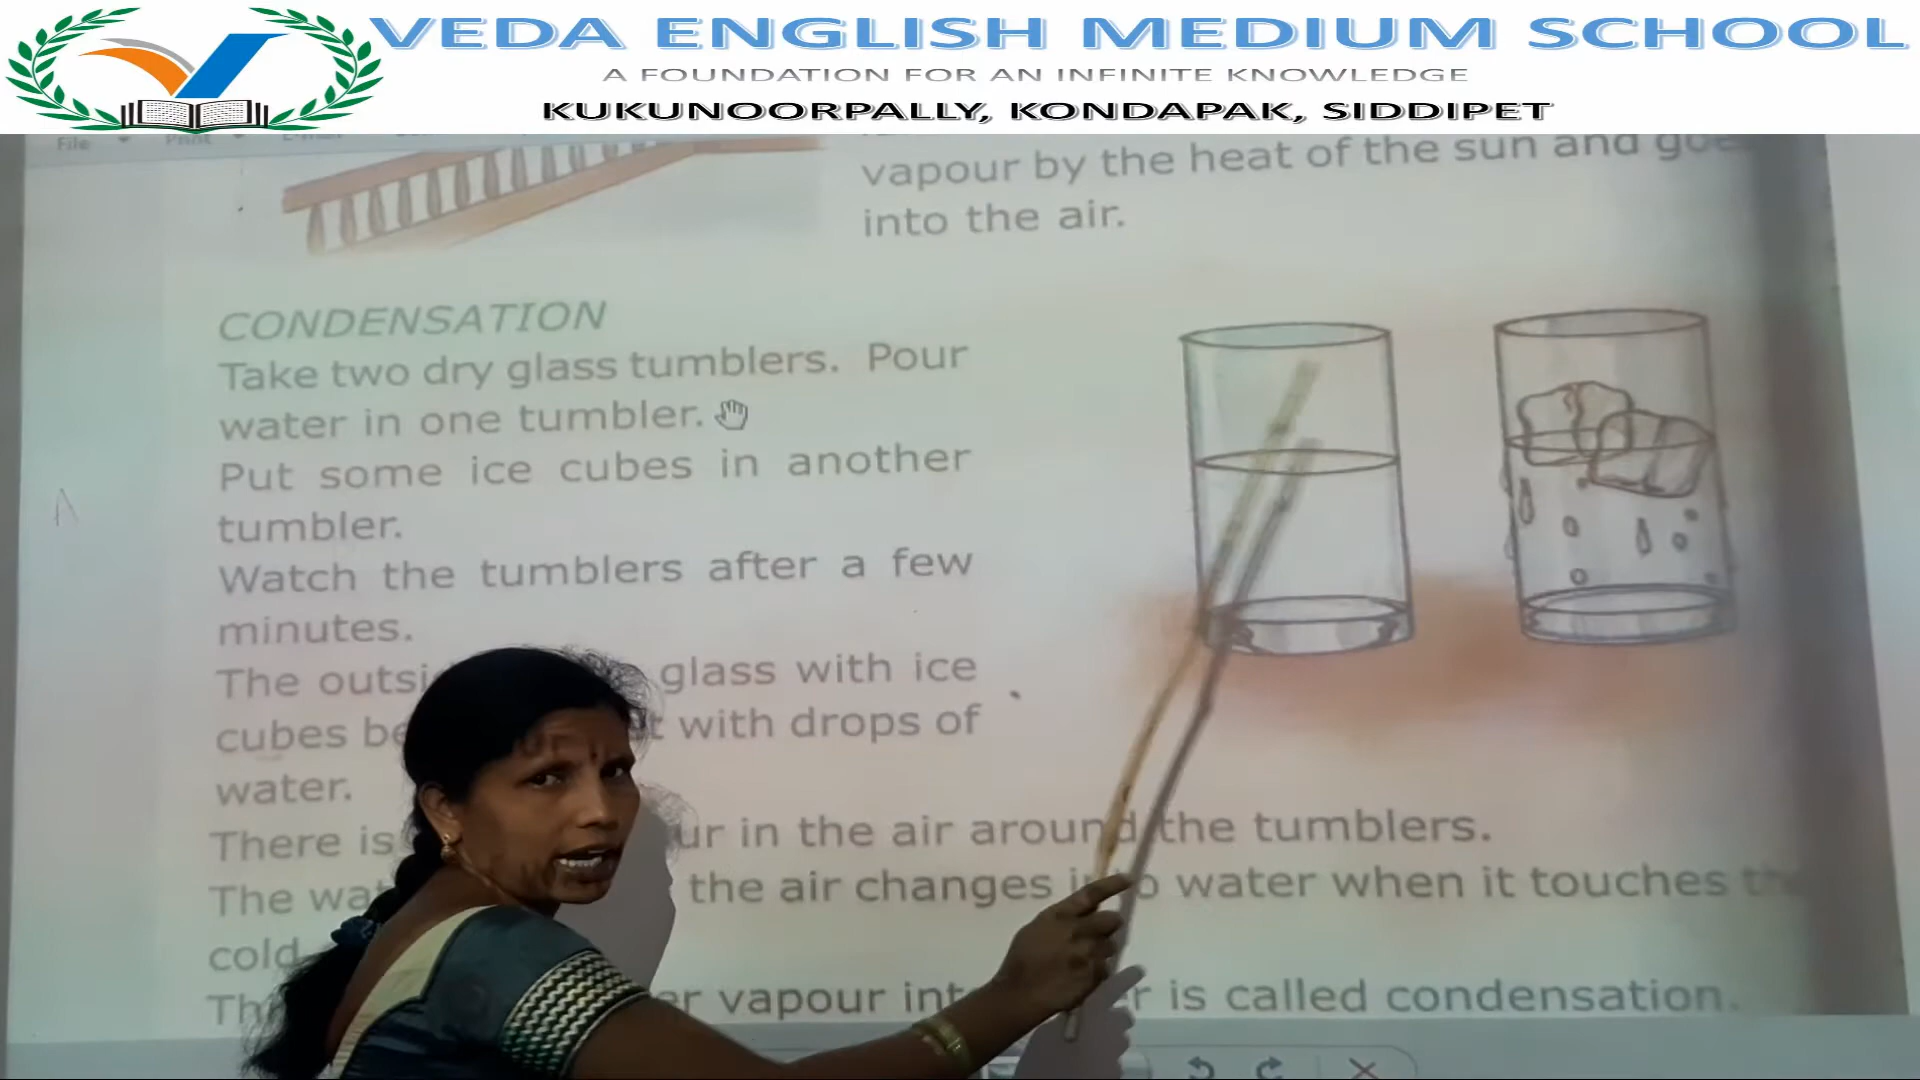 VEDA ENGLISH MEDIUM SCHOOL
A FOUNDATION FOR AN INFINITE KNOWLEDGE
KUKUNOORPALLY, KONDAPAK, SIDDIPET
File Print
vapour by the heat of the sun and
into the air.
CONDENSATION
Take two dry glass tumblers. Pour
water in one tumbler.
Put some ice cubes in another
tumbler.
Watch the tumblers after a few
minutes.
The glass with ice
cubes with drops of
water.
There is in the air around the tumblers.
The the air changes water when it touches
cold
vapour is called condensation.